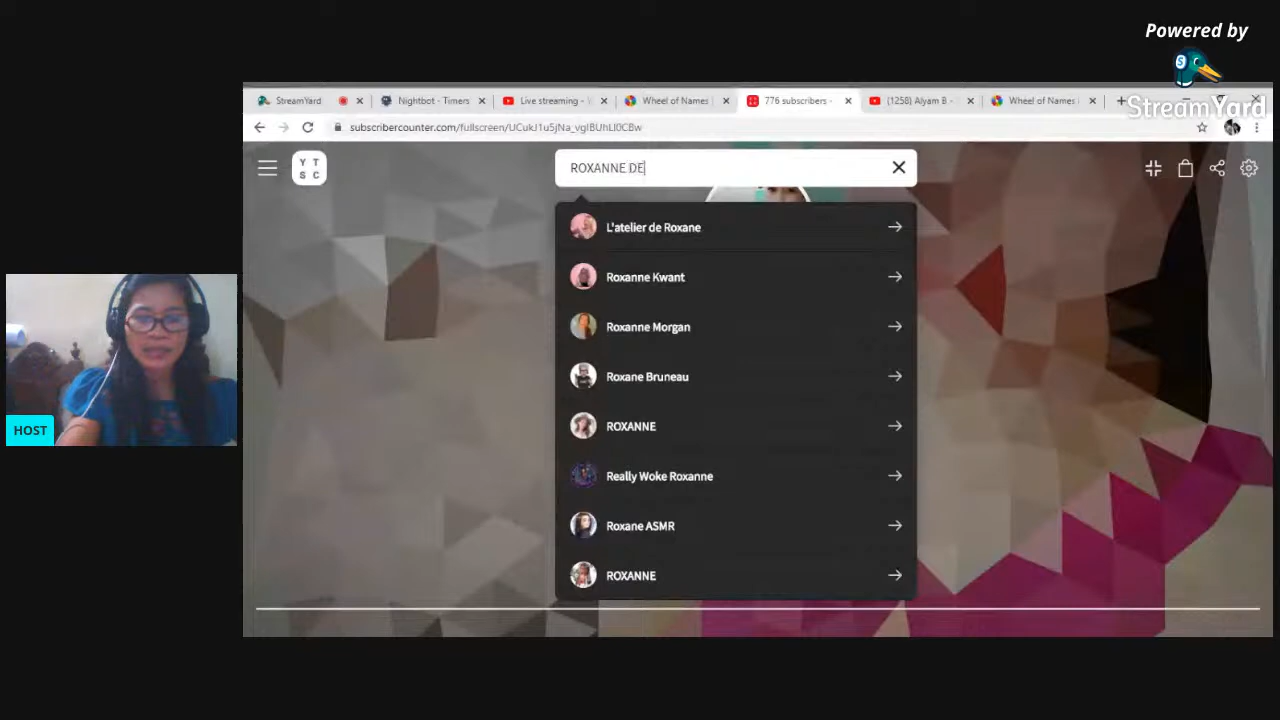 Powered by
StreamYard
StreamYard
Nightbot - Timers
Live streaming -
Wheel of Names
776 subscribers -
(1258) Alyam B -
Wheel of Names
subscribercounter.com/fullscreen/
Y T
S C
ROXANNE DE
L'atelier de Roxane
Roxanne Kwant
Roxanne Morgan
Roxane Bruneau
ROXANNE
Really Woke Roxanne
Roxane ASMR
ROXANNE
HOST